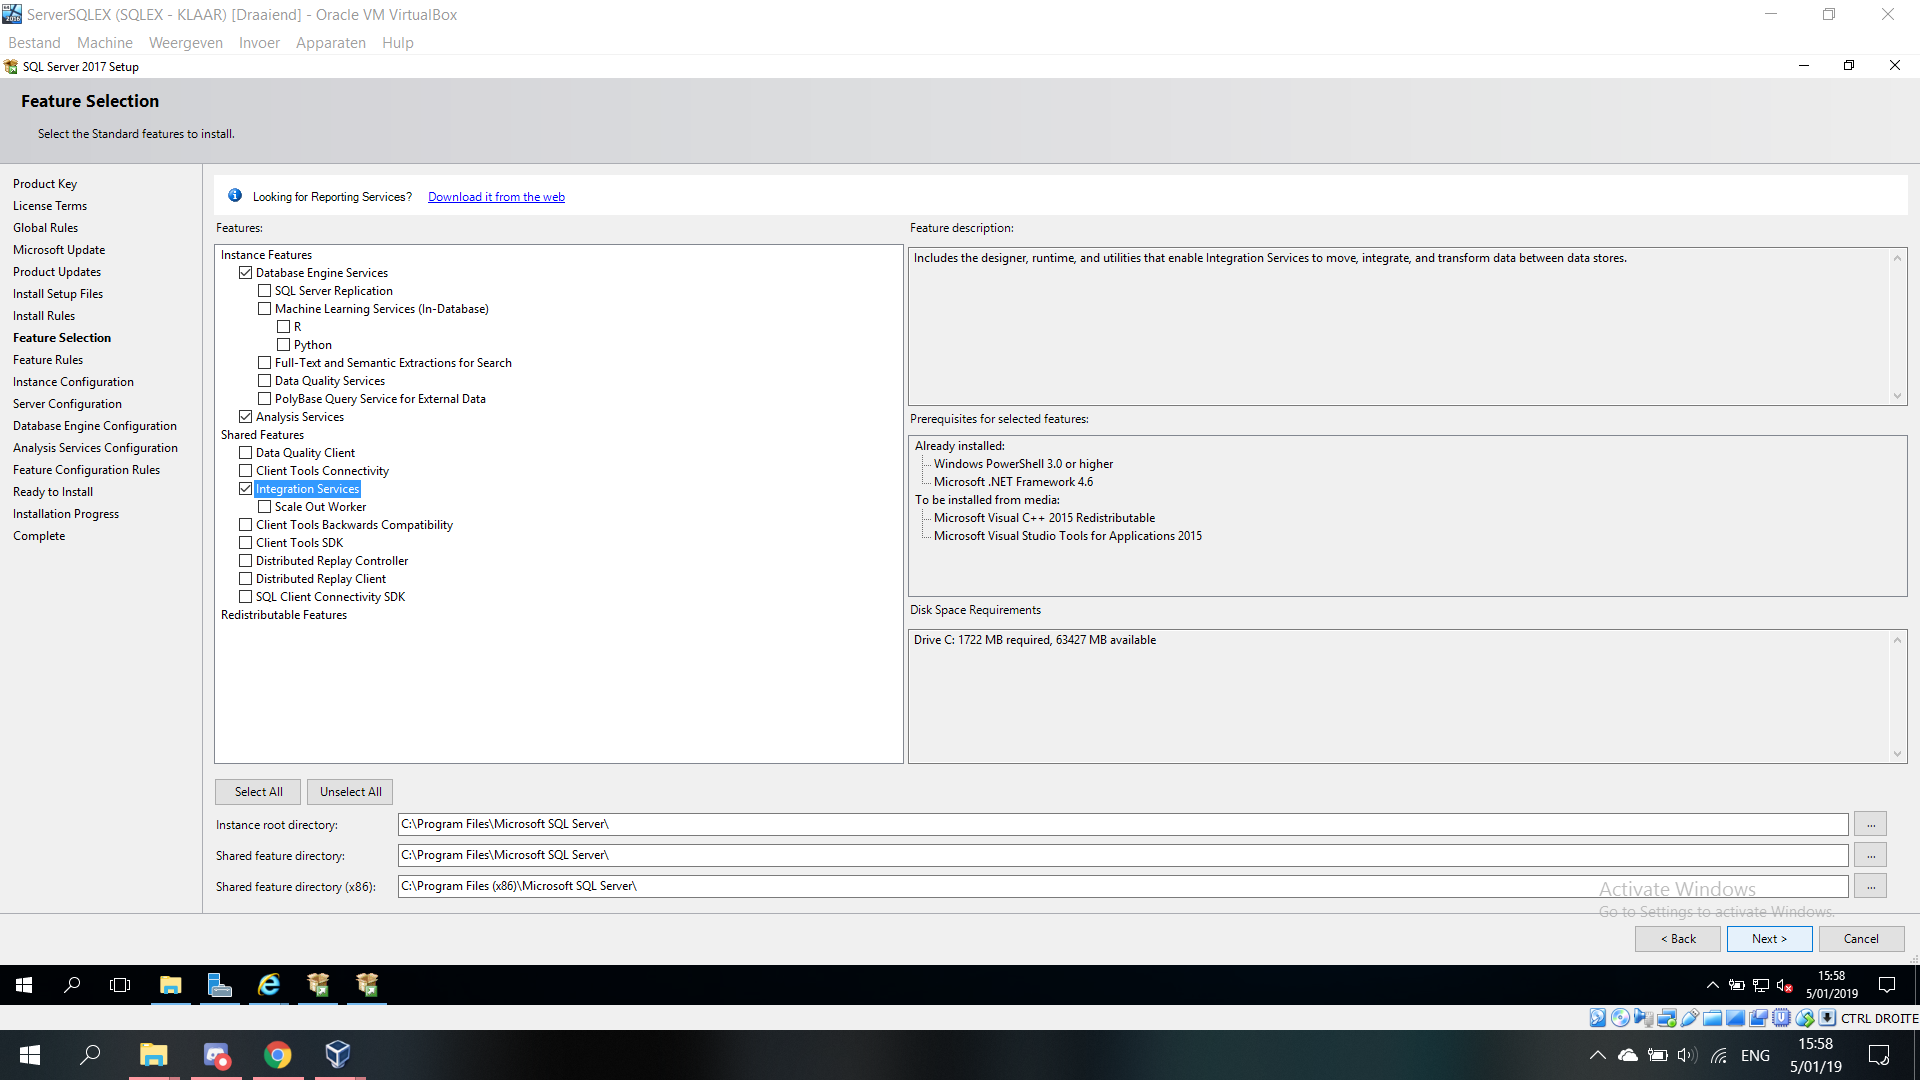 ServerSQLEX (SQLEX - KLAAR) [Draaiend] - Oracle VM VirtualBox
Bestand Machine Weergeven Invoer Apparaten Hulp
SQL Server 2017 Setup
Feature Selection
Select the Standard features to install.
Product Key
License Terms
Global Rules
Microsoft Update
Product Updates
Install Setup Files
Install Rules
Feature Selection
Feature Rules
Instance Configuration
Server Configuration
Database Engine Configuration
Analysis Services Configuration
Feature Configuration Rules
Ready to Install
Installation Progress
Complete
Looking for Reporting Services? Download it from the web
Features:
Instance Features
Database Engine Services
SQL Server Replication
Machine Learning Services (In-Database)
R
Python
Full-Text and Semantic Extractions for Search
Data Quality Services
PolyBase Query Service for External Data
Analysis Services
Shared Features
Data Quality Client
Client Tools Connectivity
Integration Services
Scale Out Worker
Client Tools Backwards Compatibility
Client Tools SDK
Distributed Replay Controller
Distributed Replay Client
SQL Client Connectivity SDK
Redistributable Features
Feature description:
Includes the designer, runtime, and utilities that enable Integration Services to move, integrate, and transform data between data stores.
Prerequisites for selected features:
Already installed:
Windows PowerShell 3.0 or higher
Microsoft .NET Framework 4.6
To be installed from media:
Microsoft Visual C++ 2015 Redistributable
Microsoft Visual Studio Tools for Applications 2015
Disk Space Requirements
Drive C: 1722 MB required, 63427 MB available
Select All Unselect All
Instance root directory: C:\Program Files\Microsoft SQL Server\ ...
Shared feature directory: C:\Program Files\Microsoft SQL Server\ ...
Shared feature directory (x86): C:\Program Files (x86)\Microsoft SQL Server\ ...
Activate Windows
Go to Settings to activate Windows.
< Back Next > Cancel
15:58
5/01/2019
CTRL DROITE
ENG
15:58
5/01/19